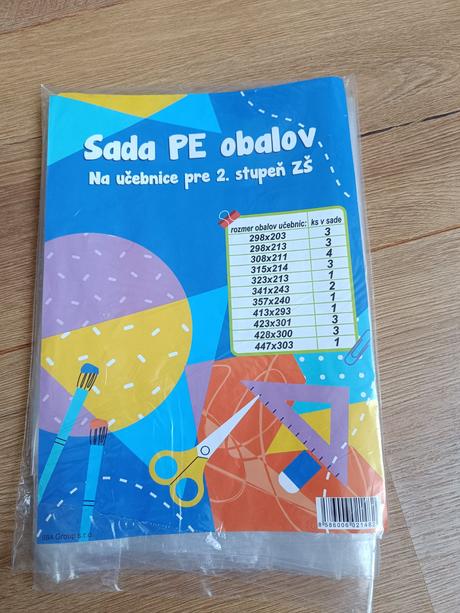 Sada PE obalov
Na učebnice pre 2. stupeň ZŠ
rozmer obalov učebnic: ks v sade
298x203 3
298x213 3
308x211 4
315x214 3
323x213 1
341x243 2
357x240 1
413x293 1
423x301 3
428x300 3
447x303 1